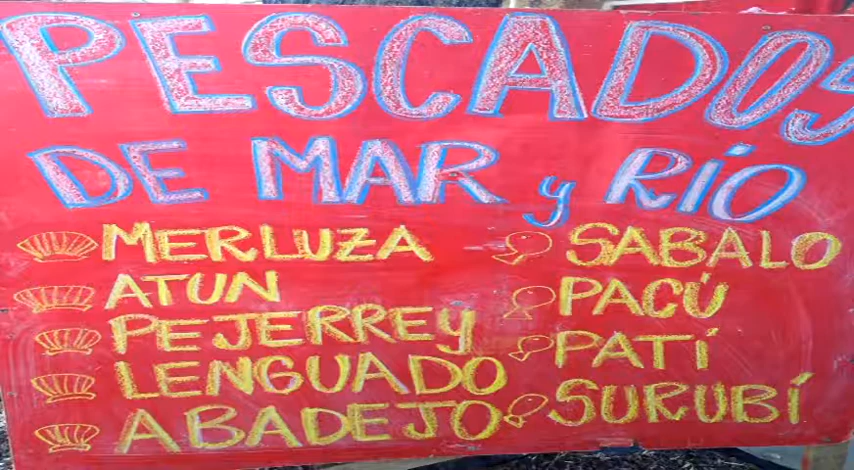 PESCADOS
DE MAR y RÍO
MERLUZA
ATUN
PEJERREY
LENGUADO
ABADEJO
SABALO
PACÚ
PATÍ
SURUBÍ